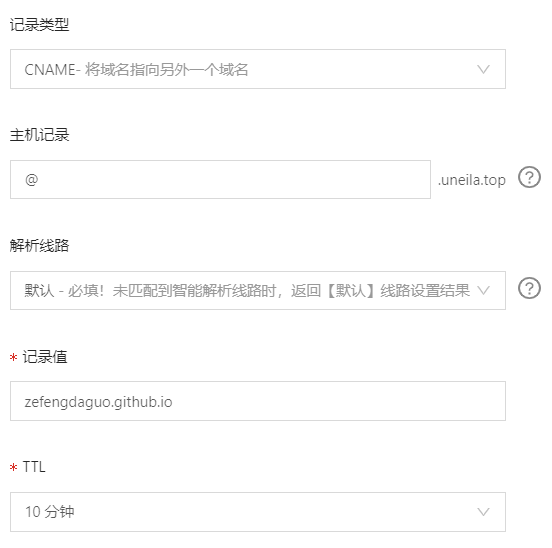 记录类型
CNAME- 将域名指向另外一个域名
主机记录
@ .uneila.top ?
解析线路
默认 - 必填！未匹配到智能解析线路时，返回【默认】线路设置结果 ?
* 记录值
zefengdaguo.github.io
* TTL
10 分钟